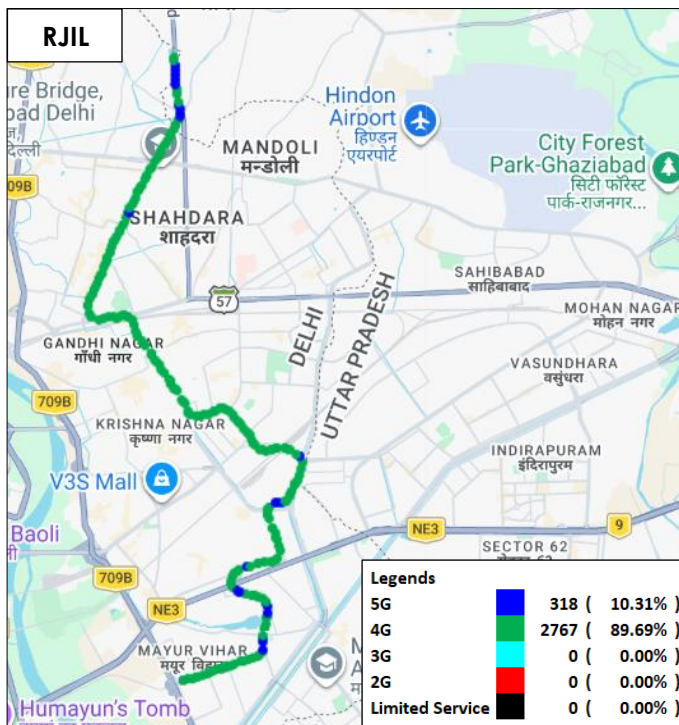 RJIL
ure Bridge,
bad Delhi
दिल्ली
Hindon
Airport
हिण्डन
एयरपोर्ट
MANDOLI
मन्डोली
City Forest
Park-Ghaziabad
सिटी फॉरेस्ट
पार्क-राजनगर...
709B
SHAHDARA
शाहदरा
57
SAHIBABAD
साहिबाबाद
MOHAN NAGAR
मोहन नगर
DELHI
UTTAR PRADESH
GANDHI NAGAR
गाँधी नगर
VASUNDHARA
वसुंधरा
709B
KRISHNA NAGAR
कृष्णा नगर
INDIRAPURAM
इंदिरापुरम
V3S Mall
Baoli
NE3
9
SECTOR 62
709B
NE3
MAYUR VIHAR
मयूर विहार
Humayun's Tomb
Legends
5G 318 ( 10.31% )
4G 2767 ( 89.69% )
3G 0 ( 0.00% )
2G 0 ( 0.00% )
Limited Service 0 ( 0.00% )